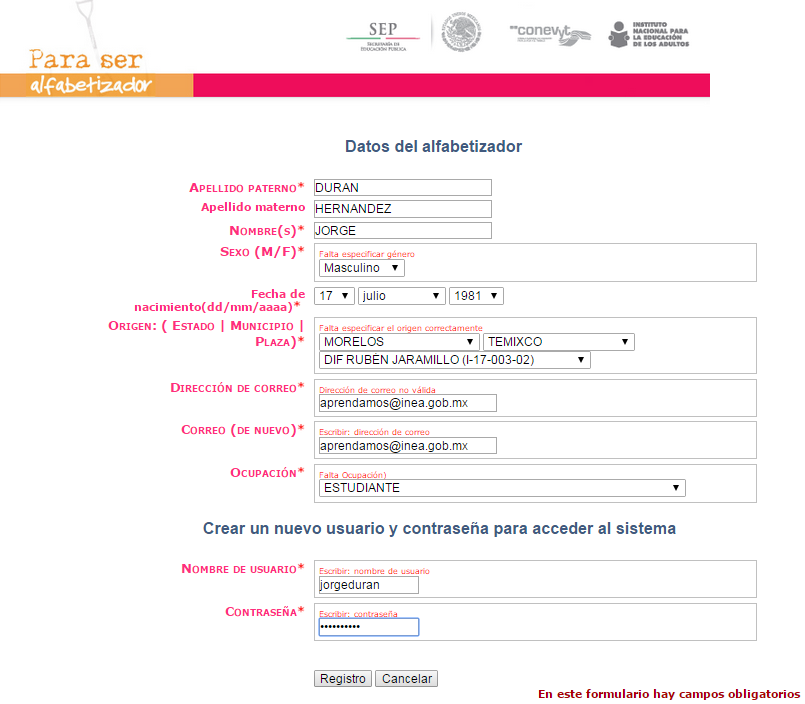 Para ser
alfabetizador
SEP
SECRETARÍA DE
EDUCACIÓN PÚBLICA
conevyt
INSTITUTO
NACIONAL PARA
LA EDUCACIÓN
DE LOS ADULTOS
Datos del alfabetizador
APELLIDO PATERNO* DURAN
Apellido materno HERNANDEZ
NOMBRE(S)* JORGE
SEXO (M/F)* Falta especificar género
Masculino
Fecha de 17 julio 1981
nacimiento(dd/mm/aaaa)*
ORIGEN: ( ESTADO | MUNICIPIO | Falta especificar el origen correctamente
PLAZA)* MORELOS TEMIXCO
DIF RUBÉN JARAMILLO (I-17-003-02)
DIRECCIÓN DE CORREO* Dirección de correo no válida
aprendamos@inea.gob.mx
CORREO (DE NUEVO)* Escribir: dirección de correo
aprendamos@inea.gob.mx
OCUPACIÓN* Falta Ocupación)
ESTUDIANTE
Crear un nuevo usuario y contraseña para acceder al sistema
NOMBRE DE USUARIO* Escribir: nombre de usuario
jorgeduran
CONTRASEÑA* Escribir: contraseña
••••••••••
Registro Cancelar
En este formulario hay campos obligatorios